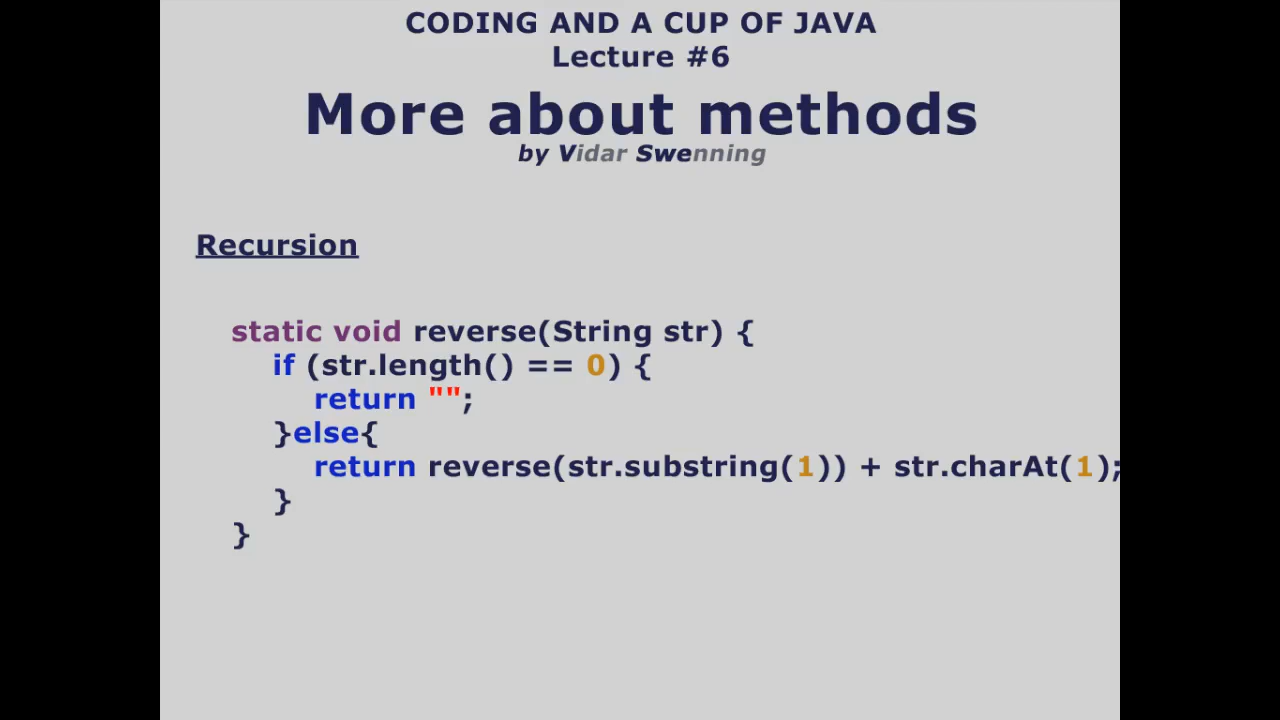 CODING AND A CUP OF JAVA
Lecture #6
More about methods
by Vidar Swenning
Recursion
static void reverse(String str) {
if (str.length() == 0) {
return "";
}else{
return reverse(str.substring(1)) + str.charAt(1);
}
}